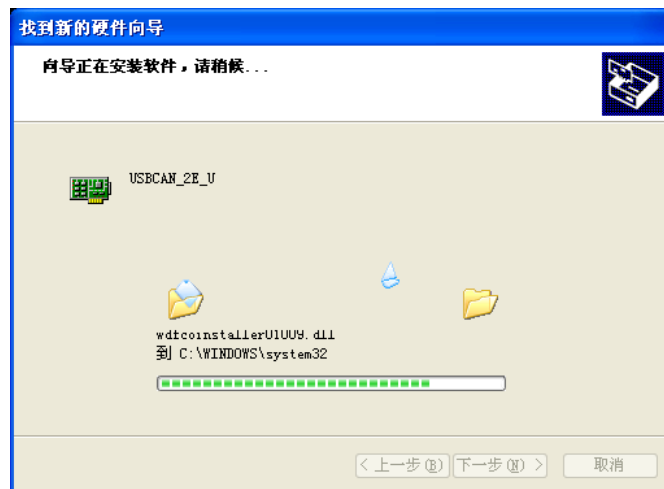 找到新的硬件向导
向导正在安装软件，请稍候...
USBCAN_2E_U
wdfcoinstaller01009.dll
到 C:\WINDOWS\system32
< 上一步(B)
下一步(N) >
取消